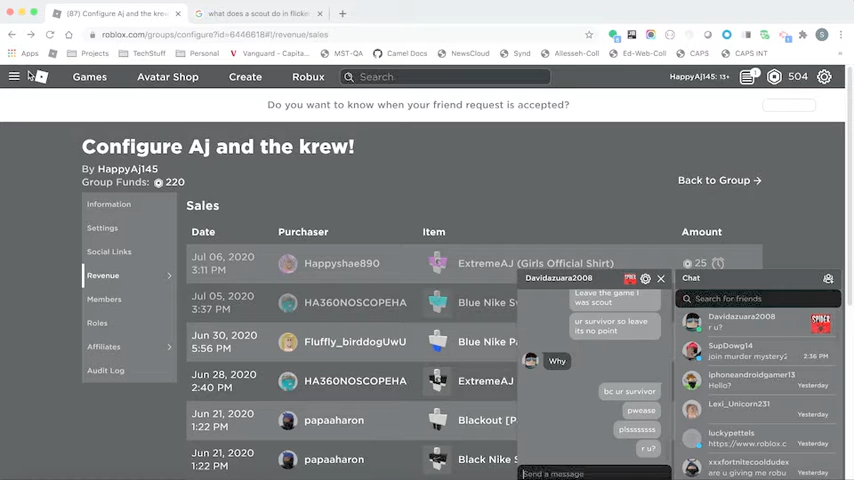 (87) Configure Aj and the krew!
what does a scout do in flicke
roblox.com/groups/configure?id=6446618#!/revenue/sales
Apps
Projects
TechStuff
Personal
Vanguard - Capita...
MST-QA
Camel Docs
NewsCloud
Synd
Allesseh-Coll
Ed-Web-Coll
CAPS
CAPS INT
Games
Avatar Shop
Create
Robux
Search
HappyAj145: 13+
1
504
Do you want to know when your friend request is accepted?
Configure Aj and the krew!
By HappyAj145
Group Funds: 220
Back to Group
Information
Settings
Social Links
Revenue
Members
Roles
Affiliates
Audit Log
Sales
Date Purchaser Item Amount
Jul 06, 2020
3:11 PM
Happyshae890
ExtremeAJ (Girls Official Shirt)
25
Jul 05, 2020
3:37 PM
HA360NOSCOPEHA
Blue Nike Sv
Jun 30, 2020
5:56 PM
Fluffly_birddogUwU
Blue Nike Pa
Jun 28, 2020
2:40 PM
HA360NOSCOPEHA
ExtremeAJ
Jun 21, 2020
1:22 PM
papaaharon
Blackout [P
Jun 21, 2020
1:22 PM
papaaharon
Black Nike S
Davidazuara2008
Leave the game I
was scout
ur survivor so leave
its no point
Why
bc ur survivor
pwease
plsssssss
r u?
Send a message
Chat
Search for friends
Davidazuara2008
r u?
SPIDER
SupDowg14
join murder mystery2
2:36 PM
iphoneandroidgamer13
Hello?
Yesterday
Lexi_Unicorn231
Yesterday
luckypettels
https://www.roblox.c
Yesterday
xxxfortnitecooldudex
are u giving me robu
Yesterday